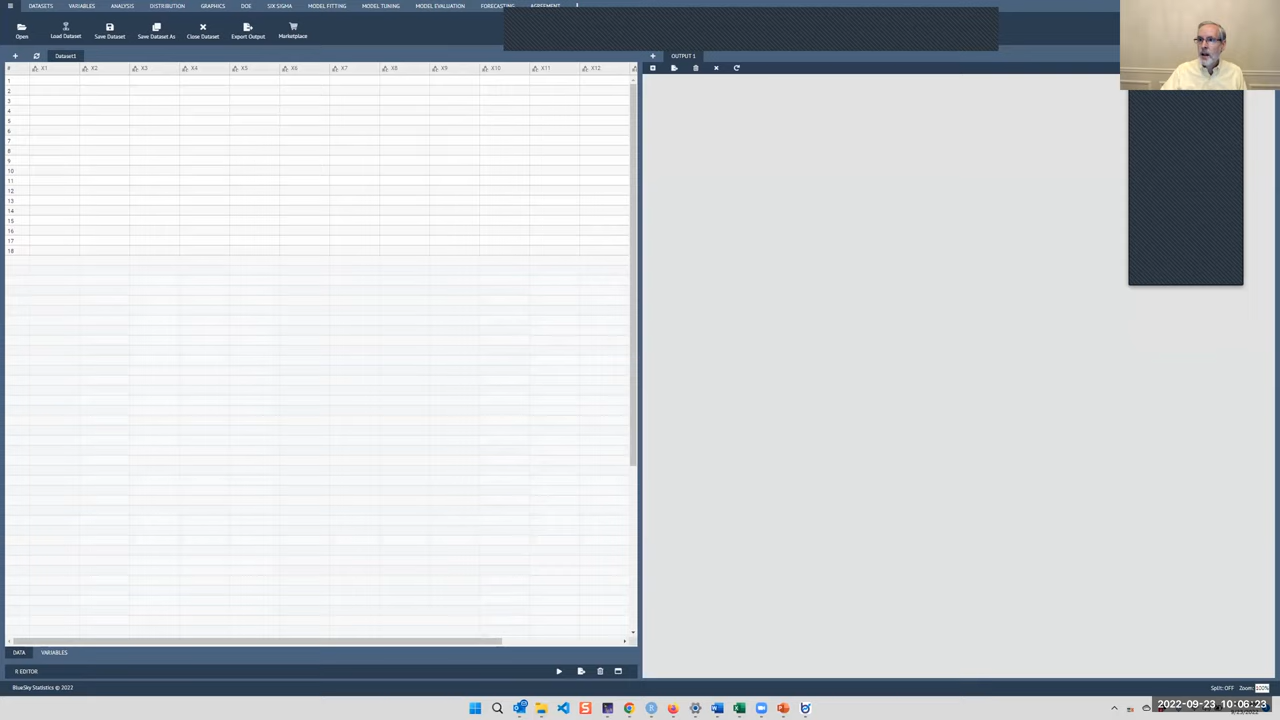 DATASETS VARIABLES ANALYSIS DISTRIBUTION GRAPHICS DOE SIX SIGMA MODEL FITTING MODEL TUNING MODEL EVALUATION FORECASTING AGREEMENT
Open Load Dataset Save Dataset Save Dataset As Close Dataset Export Output Marketplace
Dataset1
OUTPUT 1
# X1 X2 X3 X4 X5 X6 X7 X8 X9 X10 X11 X12
1
2
3
4
5
6
7
8
9
10
11
12
13
14
15
16
17
18
DATA VARIABLES
R EDITOR
BlueSky Statistics © 2022
Split: OFF Zoom: 100%
2022-09-23 10:06:23